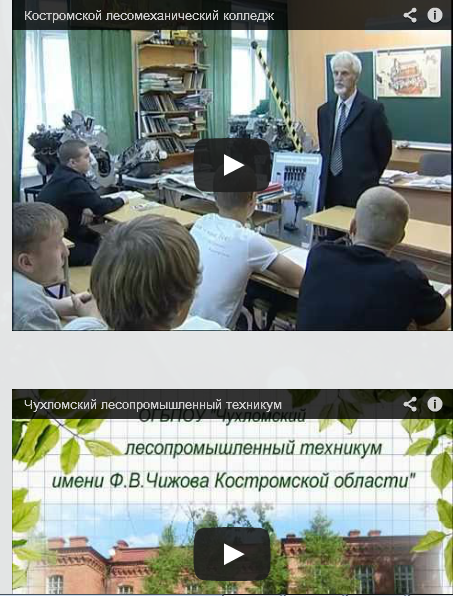 Костромской лесомеханический колледж
Чухломский лесопромышленный техникум
ОГБПОУ "Чухломский
лесопромышленный техникум
имени Ф.В.Чижова Костромской области"